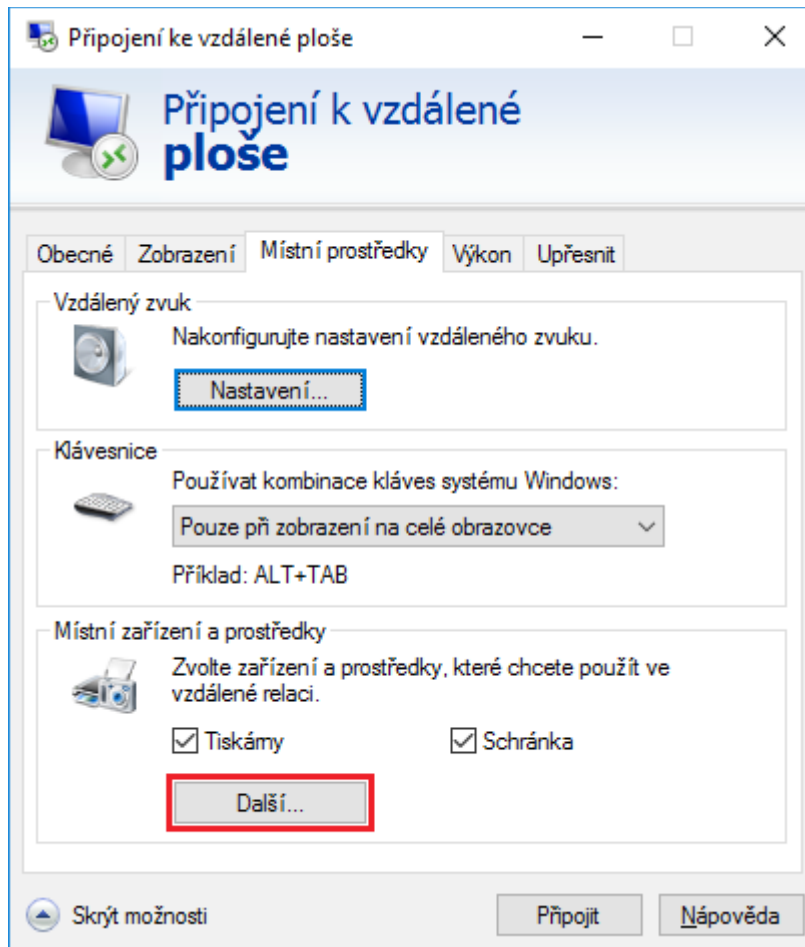 Připojení ke vzdálené ploše
Připojení k vzdálené
ploše
Obecné Zobrazení Místní prostředky Výkon Upřesnit
Vzdálený zvuk
Nakonfigurujte nastavení vzdáleného zvuku.
Nastavení...
Klávesnice
Používat kombinace kláves systému Windows:
Pouze při zobrazení na celé obrazovce
Příklad: ALT+TAB
Místní zařízení a prostředky
Zvolte zařízení a prostředky, které chcete použít ve
vzdálené relaci.
Tiskárny Schránka
Další...
Skrýt možnosti Připojit Nápověda